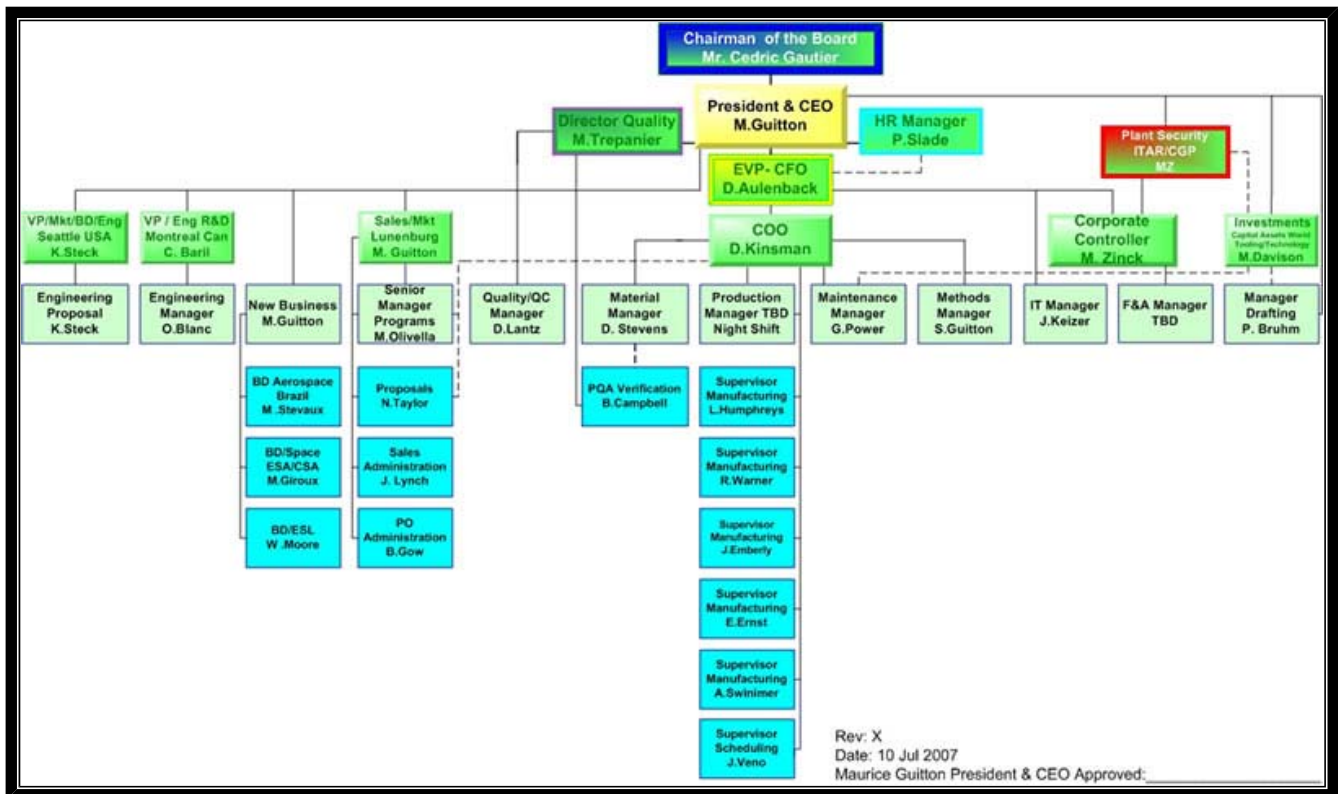 Chairman of the Board
Mr. Cedric Gautier
President & CEO
M.Guitton
Director Quality
M.Trepanier
HR Manager
P.Slade
Plant Security
ITAR/CGP
MZ
EVP- CFO
D.Aulenback
VP/Mkt/BD/Eng
Seattle USA
K.Steck
VP / Eng R&D
Montreal Can
C. Baril
Sales/Mkt
Lunenburg
M. Guitton
COO
D.Kinsman
Corporate
Controller
M. Zinck
Investments
Capital Assets World
Tooling/Technology
M.Davison
Engineering
Proposal
K.Steck
Engineering
Manager
O.Blanc
New Business
M.Guitton
Senior
Manager
Programs
M.Olivella
Quality/QC
Manager
D.Lantz
Material
Manager
D. Stevens
Production
Manager TBD
Night Shift
Maintenance
Manager
G.Power
Methods
Manager
S.Guitton
IT Manager
J.Keizer
F&A Manager
TBD
Manager
Drafting
P. Bruhm
BD Aerospace
Brazil
M .Stevaux
Proposals
N.Taylor
PQA Verification
B.Campbell
Supervisor
Manufacturing
L.Humphreys
BD/Space
ESA/CSA
M.Giroux
Sales
Administration
J. Lynch
Supervisor
Manufacturing
R.Warner
BD/ESL
W .Moore
PO
Administration
B.Gow
Supervisor
Manufacturing
J.Emberly
Supervisor
Manufacturing
E.Ernst
Supervisor
Manufacturing
A.Swinimer
Supervisor
Scheduling
J.Veno
Rev: X
Date: 10 Jul 2007
Maurice Guitton President & CEO Approved: